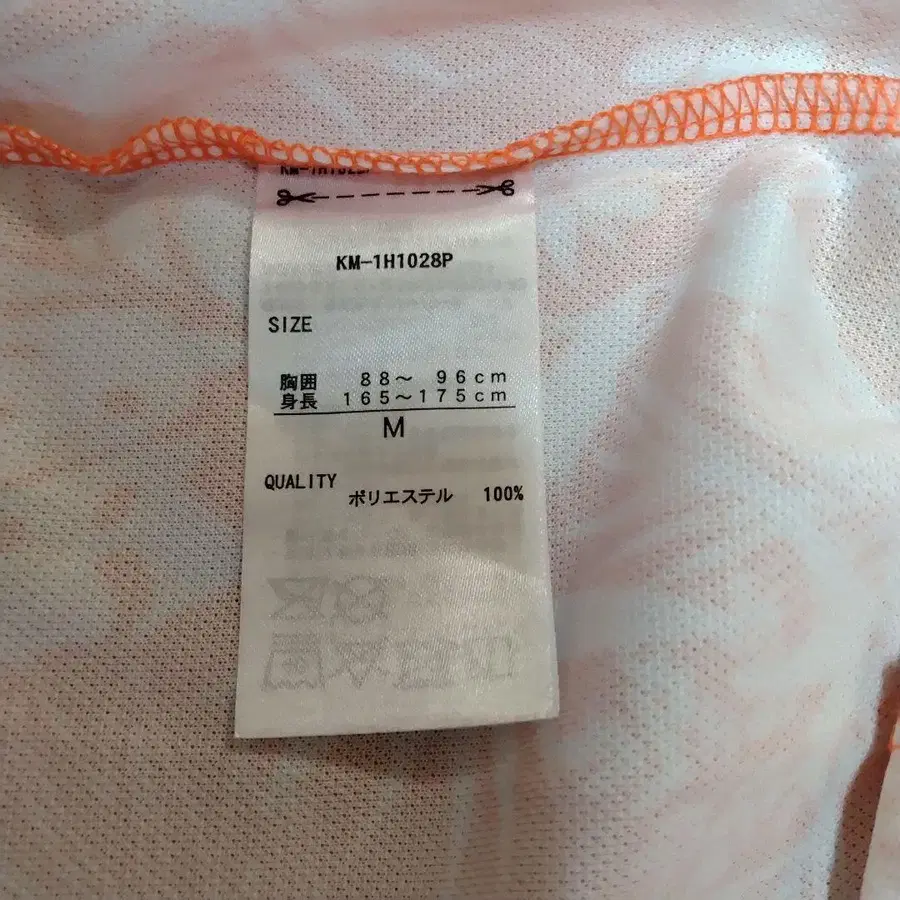 KM-1H1028P
SIZE
胸囲 88～ 96cm
身長 165～175cm
M
QUALITY
ポリエステル 100%